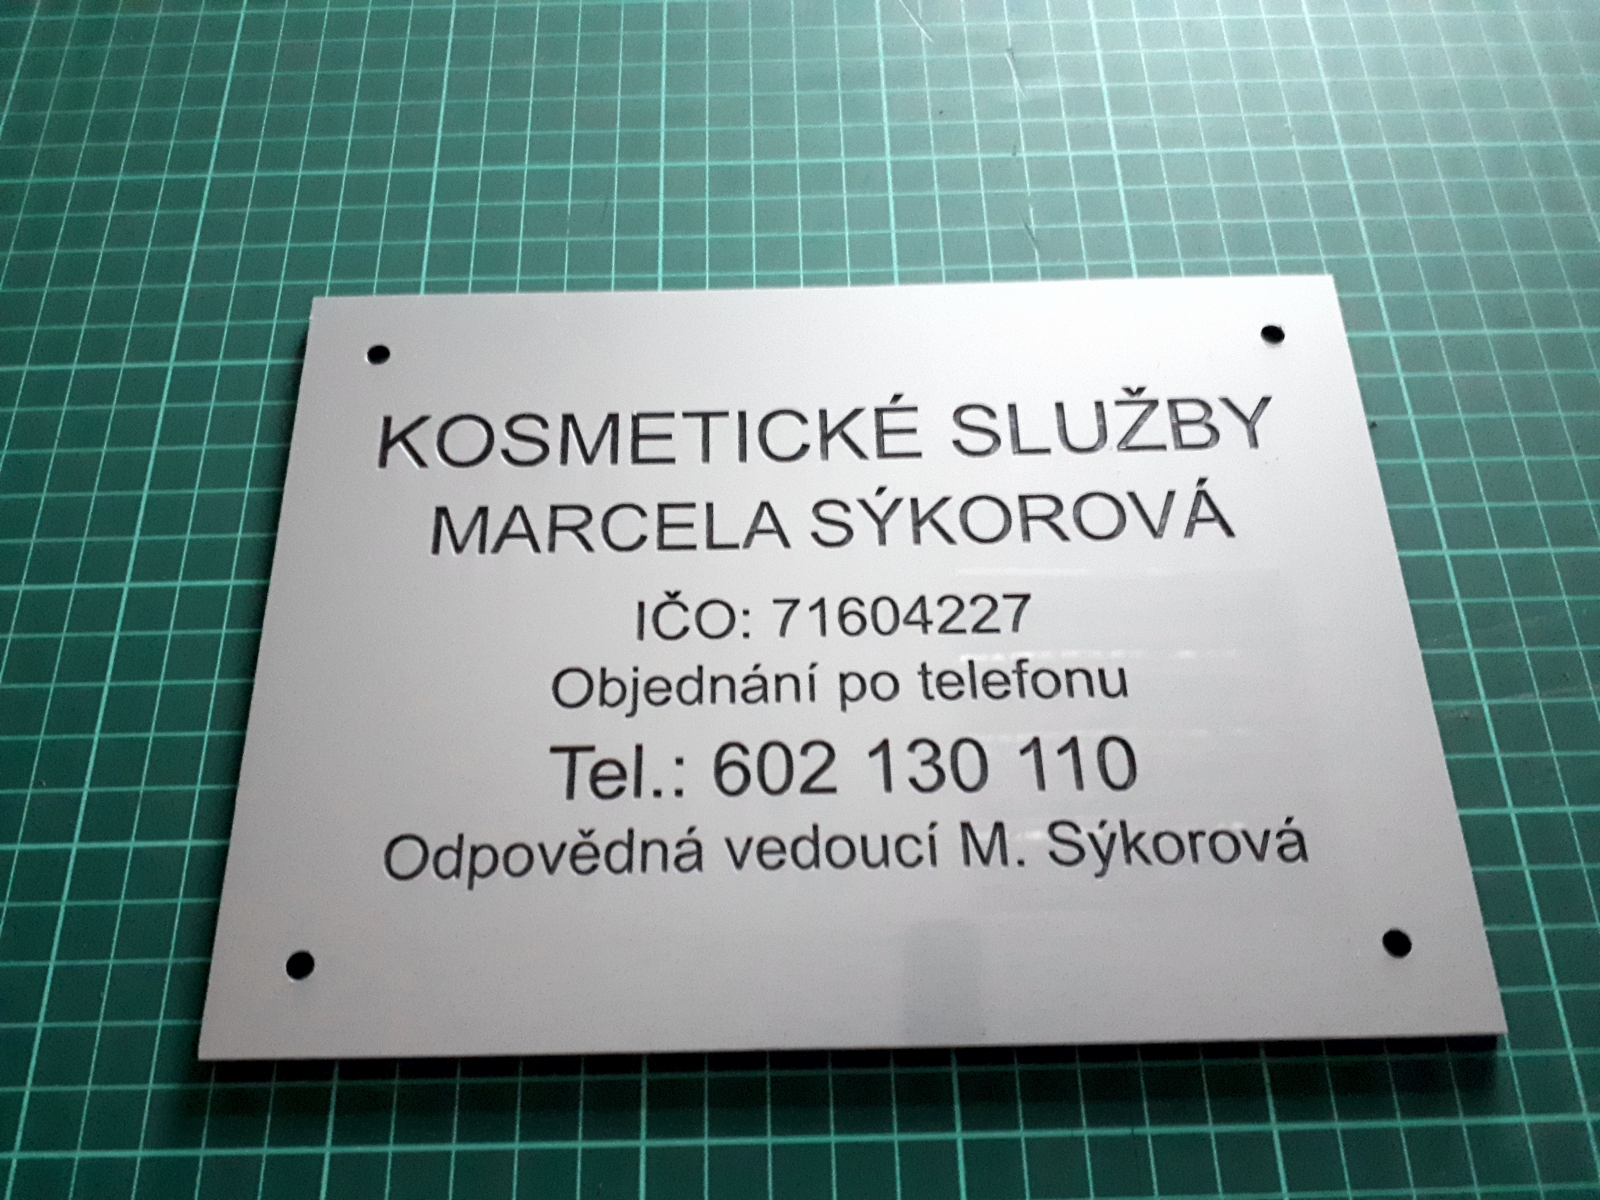 KOSMETICKÉ SLUŽBY
MARCELA SÝKOROVÁ
IČO: 71604227
Objednání po telefonu
Tel.: 602 130 110
Odpovědná vedoucí M. Sýkorová